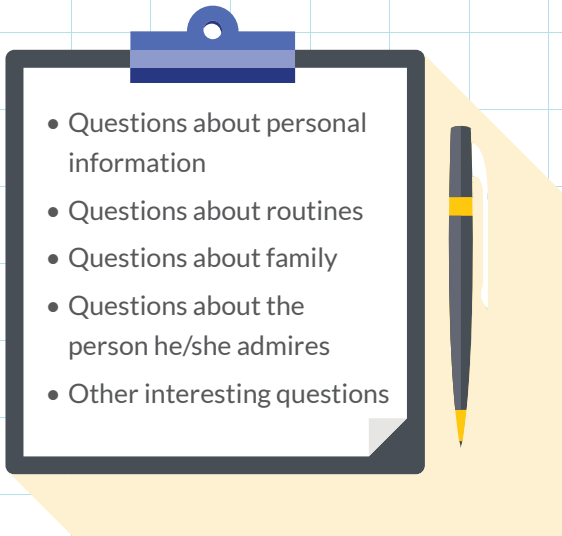 • Questions about personal
information
• Questions about routines
• Questions about family
• Questions about the
person he/she admires
• Other interesting questions